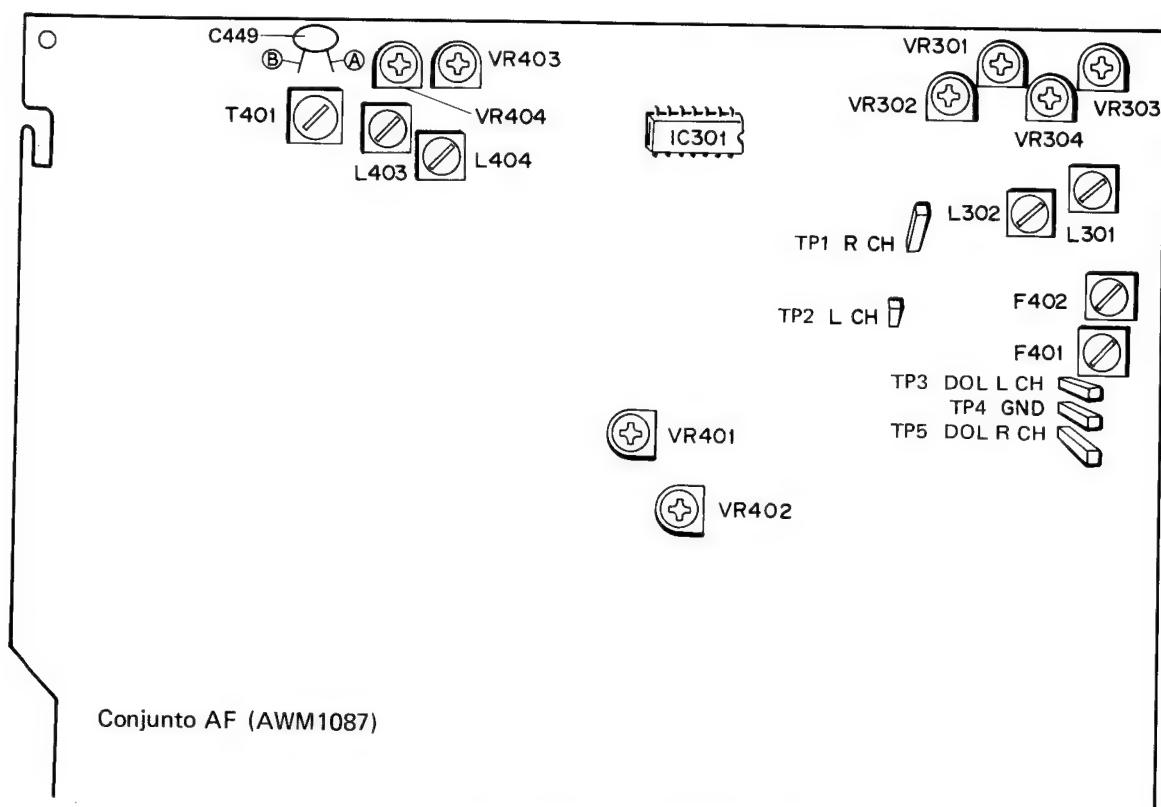 C449
B
A
VR403
VR404
T401
L403
L404
IC301
VR301
VR302
VR303
VR304
L302
L301
TP1 R CH
TP2 L CH
F402
F401
TP3 DOL L CH
TP4 GND
TP5 DOL R CH
VR401
VR402
Conjunto AF (AWM1087)